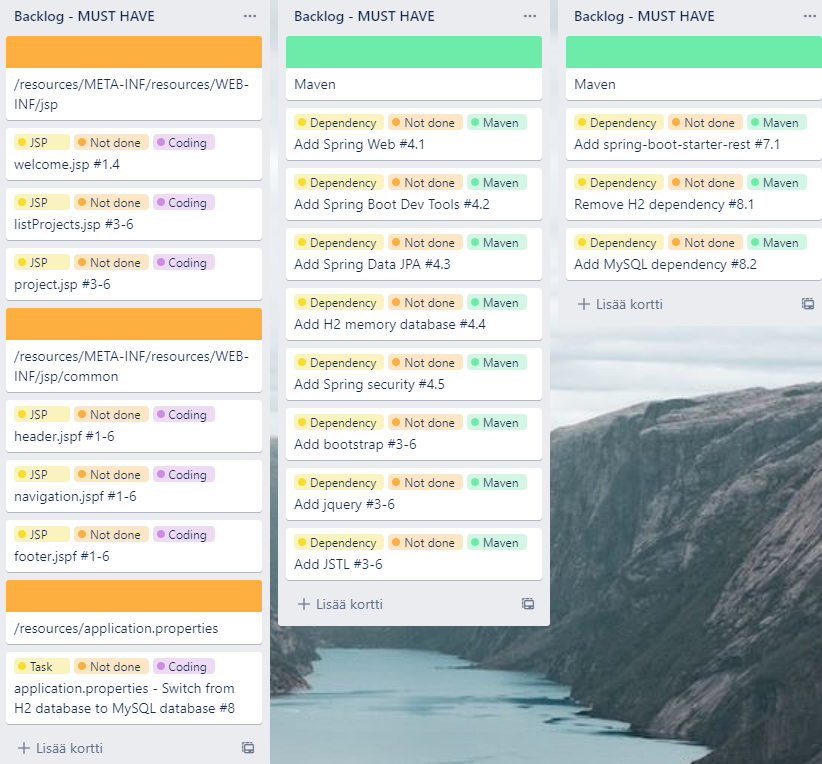 Backlog - MUST HAVE
/resources/META-INF/resources/WEB-
INF/jsp
JSP Not done Coding
welcome.jsp #1.4
JSP Not done Coding
listProjects.jsp #3-6
JSP Not done Coding
project.jsp #3-6
/resources/META-INF/resources/WEB-
INF/jsp/common
JSP Not done Coding
header.jspf #1-6
JSP Not done Coding
navigation.jspf #1-6
JSP Not done Coding
footer.jspf #1-6
/resources/application.properties
Task Not done Coding
application.properties - Switch from
H2 database to MySQL database #8
+ Lisää kortti
Backlog - MUST HAVE
Maven
Dependency Not done Maven
Add Spring Web #4.1
Dependency Not done Maven
Add Spring Boot Dev Tools #4.2
Dependency Not done Maven
Add Spring Data JPA #4.3
Dependency Not done Maven
Add H2 memory database #4.4
Dependency Not done Maven
Add Spring security #4.5
Dependency Not done Maven
Add bootstrap #3-6
Dependency Not done Maven
Add jquery #3-6
Dependency Not done Maven
Add JSTL #3-6
+ Lisää kortti
Backlog - MUST HAVE
Maven
Dependency Not done Maven
Add spring-boot-starter-rest #7.1
Dependency Not done Maven
Remove H2 dependency #8.1
Dependency Not done Maven
Add MySQL dependency #8.2
+ Lisää kortti